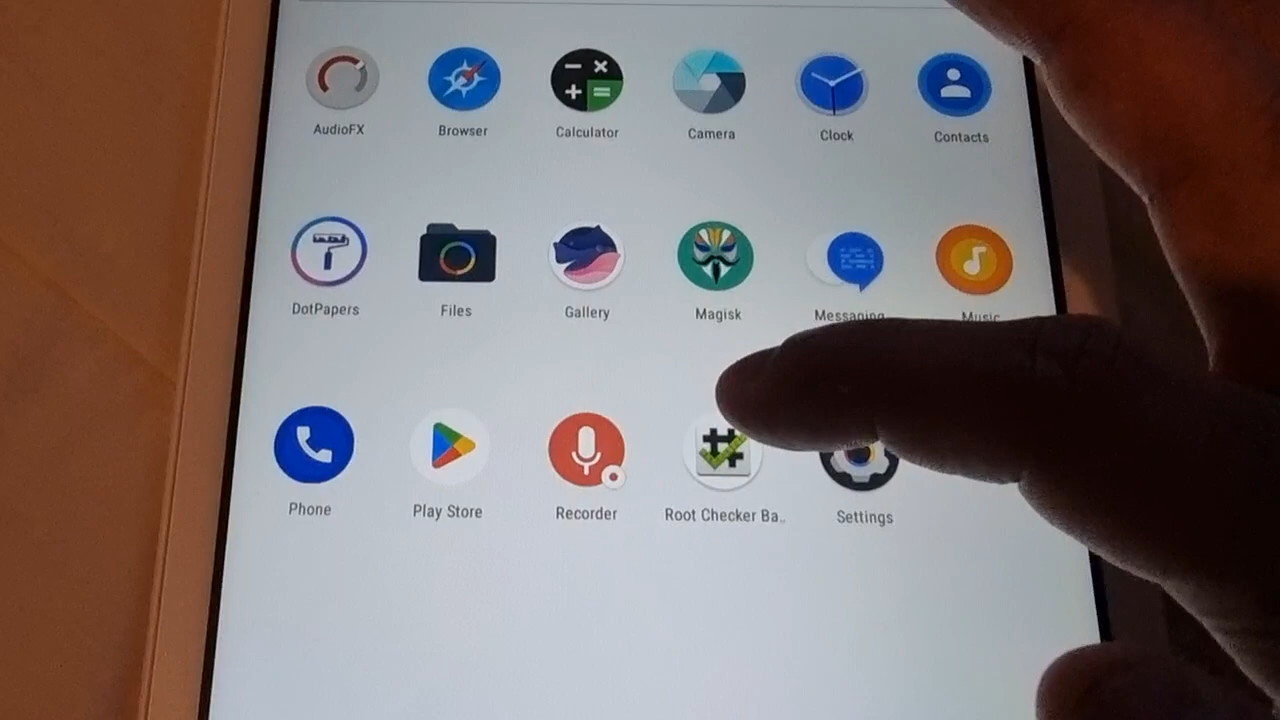 AudioFX
Browser
Calculator
Camera
Clock
Contacts
DotPapers
Files
Gallery
Magisk
Messaging
Music
Phone
Play Store
Recorder
Root Checker Ba..
Settings